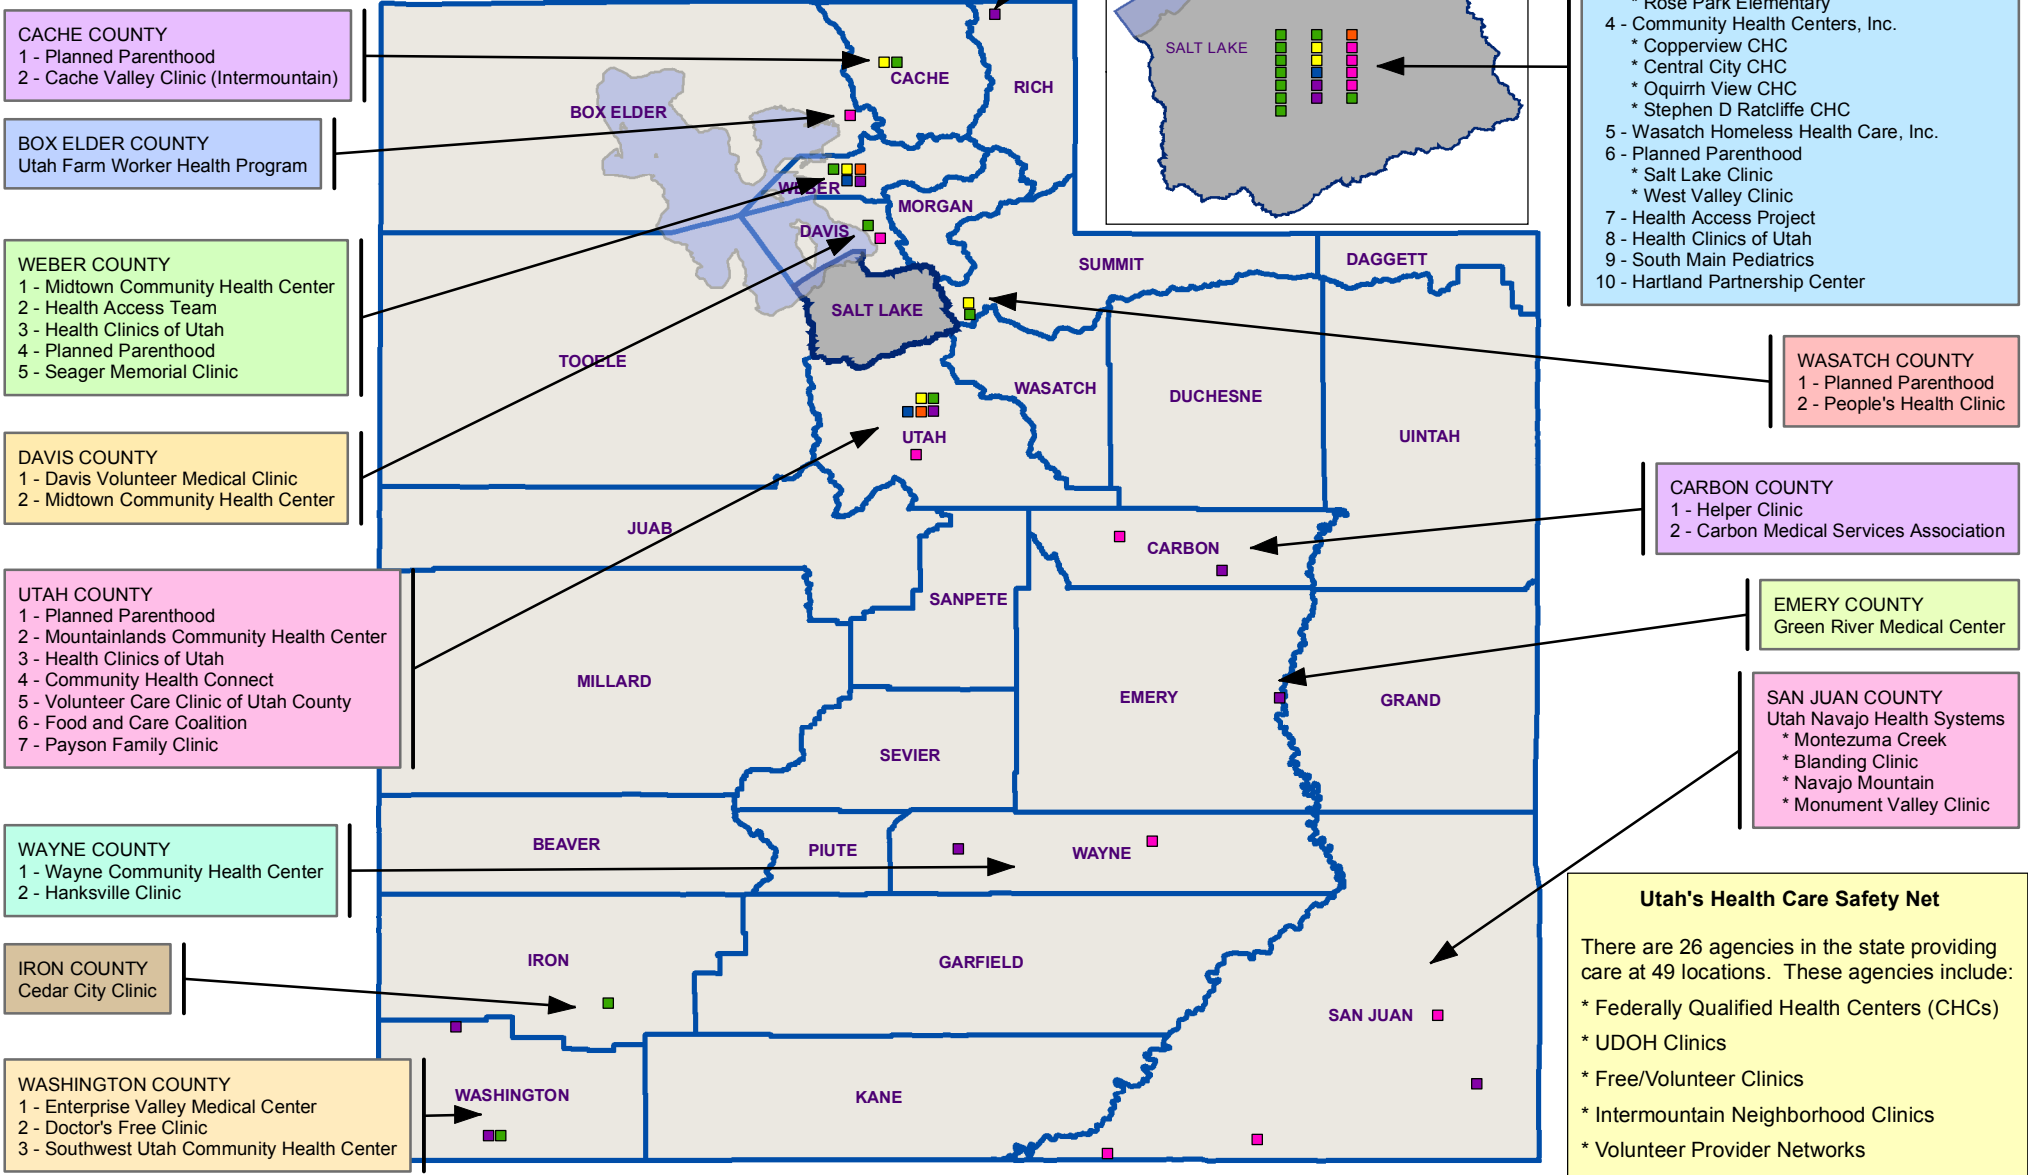 CACHE COUNTY
1 - Planned Parenthood
2 - Cache Valley Clinic (Intermountain)
BOX ELDER COUNTY
Utah Farm Worker Health Program
WEBER COUNTY
1 - Midtown Community Health Center
2 - Health Access Team
3 - Health Clinics of Utah
4 - Planned Parenthood
5 - Seager Memorial Clinic
DAVIS COUNTY
1 - Davis Volunteer Medical Clinic
2 - Midtown Community Health Center
UTAH COUNTY
1 - Planned Parenthood
2 - Mountainlands Community Health Center
3 - Health Clinics of Utah
4 - Community Health Connect
5 - Volunteer Care Clinic of Utah County
6 - Food and Care Coalition
7 - Payson Family Clinic
WAYNE COUNTY
1 - Wayne Community Health Center
2 - Hanksville Clinic
IRON COUNTY
Cedar City Clinic
WASHINGTON COUNTY
1 - Enterprise Valley Medical Center
2 - Doctor's Free Clinic
3 - Southwest Utah Community Health Center
CACHE
RICH
BOX ELDER
WEBER
MORGAN
DAVIS
SUMMIT
DAGGETT
SALT LAKE
TOOELE
WASATCH
DUCHESNE
UINTAH
UTAH
JUAB
CARBON
SANPETE
MILLARD
EMERY
GRAND
SEVIER
BEAVER
PIUTE
WAYNE
IRON
GARFIELD
SAN JUAN
WASHINGTON
KANE
SALT LAKE
* Rose Park Elementary
4 - Community Health Centers, Inc.
* Copperview CHC
* Central City CHC
* Oquirrh View CHC
* Stephen D Ratcliffe CHC
5 - Wasatch Homeless Health Care, Inc.
6 - Planned Parenthood
* Salt Lake Clinic
* West Valley Clinic
7 - Health Access Project
8 - Health Clinics of Utah
9 - South Main Pediatrics
10 - Hartland Partnership Center
WASATCH COUNTY
1 - Planned Parenthood
2 - People's Health Clinic
CARBON COUNTY
1 - Helper Clinic
2 - Carbon Medical Services Association
EMERY COUNTY
Green River Medical Center
SAN JUAN COUNTY
Utah Navajo Health Systems
* Montezuma Creek
* Blanding Clinic
* Navajo Mountain
* Monument Valley Clinic
Utah's Health Care Safety Net
There are 26 agencies in the state providing
care at 49 locations. These agencies include:
* Federally Qualified Health Centers (CHCs)
* UDOH Clinics
* Free/Volunteer Clinics
* Intermountain Neighborhood Clinics
* Volunteer Provider Networks